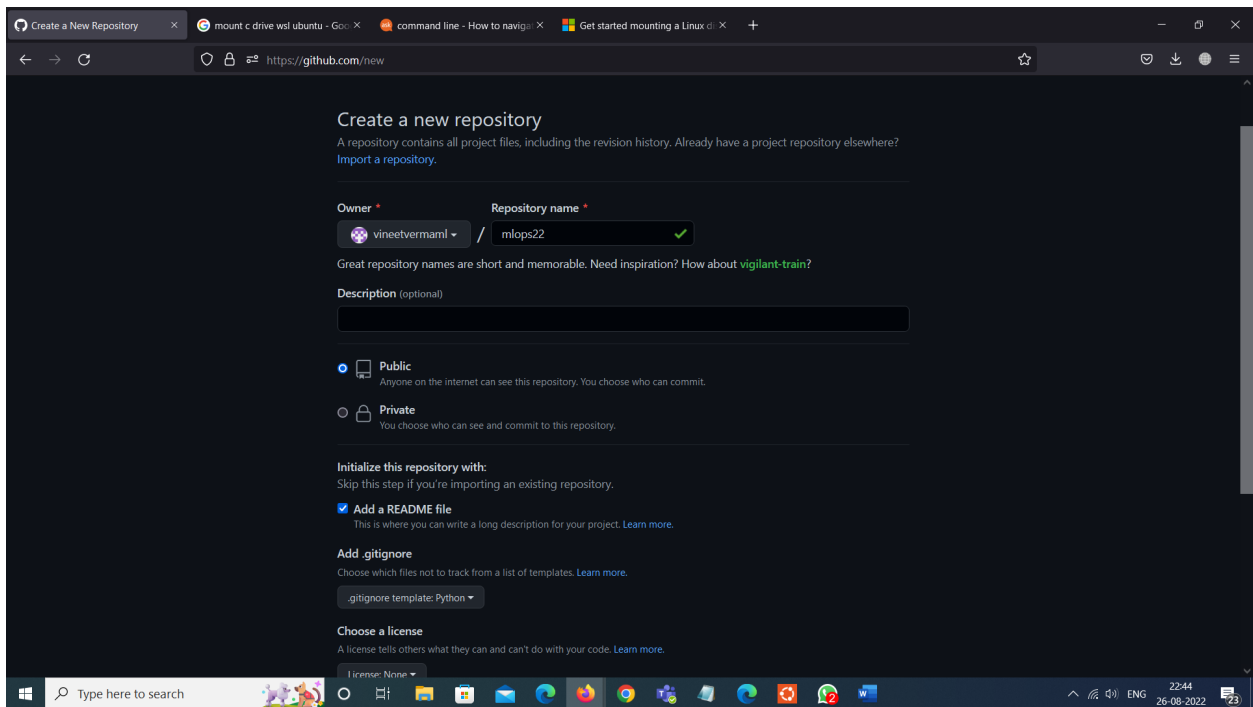 Create a New Repository
mount c drive wsl ubuntu - Goo
command line - How to navigat
Get started mounting a Linux di
https://github.com/new
Create a new repository
A repository contains all project files, including the revision history. Already have a project repository elsewhere?
Import a repository.
Owner *
Repository name *
vineetvermaml
/
mlops22
Great repository names are short and memorable. Need inspiration? How about vigilant-train?
Description (optional)
Public
Anyone on the internet can see this repository. You choose who can commit.
Private
You choose who can see and commit to this repository.
Initialize this repository with:
Skip this step if you're importing an existing repository.
Add a README file
This is where you can write a long description for your project. Learn more.
Add .gitignore
Choose which files not to track from a list of templates. Learn more.
.gitignore template: Python
Choose a license
A license tells others what they can and can't do with your code. Learn more.
License: None
Type here to search
ENG
22:44
26-08-2022
23